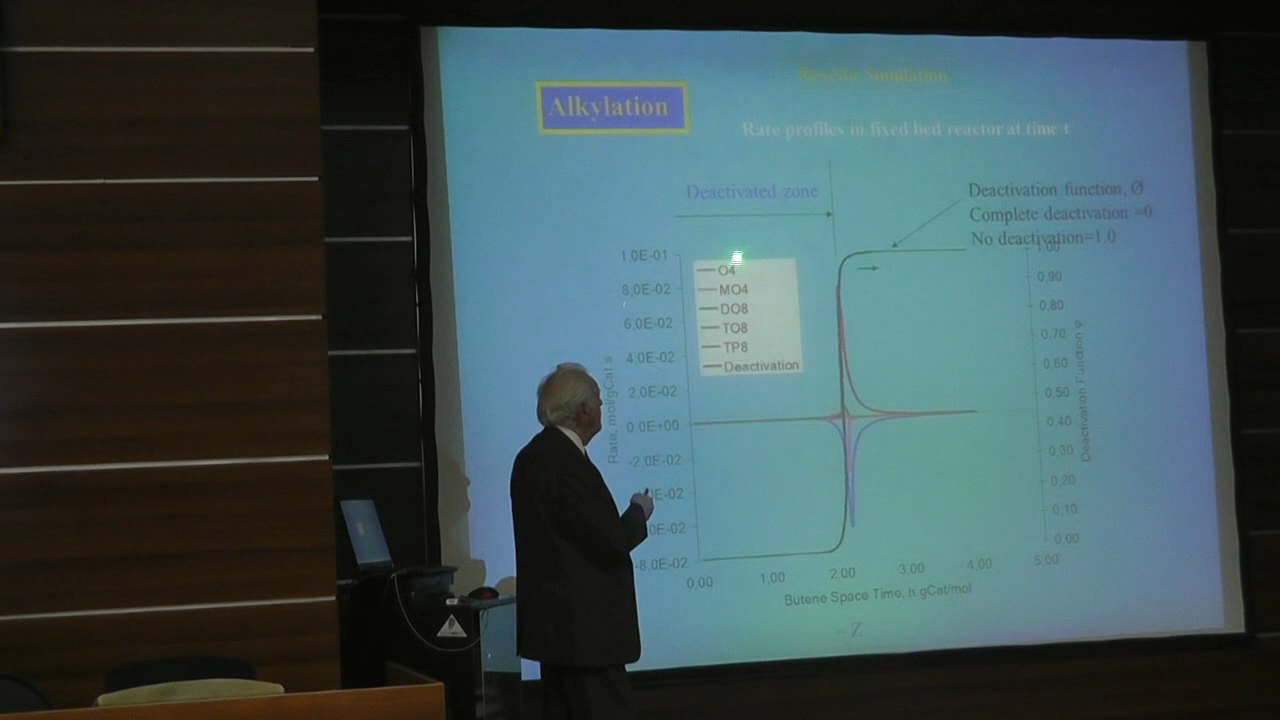 Reactor Simulation
Alkylation
Rate profiles in fixed bed reactor at time t
Deactivated zone
Deactivation function, Ø
Complete deactivation =0
No deactivation=1.0
1,0E-01
8,0E-02
6,0E-02
4,0E-02
2,0E-02
0,0E+00
-2,0E-02
0E-02
0E-02
-8,0E-02
Rate, mol/gCat s
O4
MO4
DO8
TO8
TP8
Deactivation
1,00
0,90
0,80
0,70
0,60
0,50
0,40
0,30
0,20
0,10
0,00
Deactivation Function φ
0,00 1,00 2,00 3,00 4,00 5,00
Butene Space Time, h.gCat/mol
~ Z